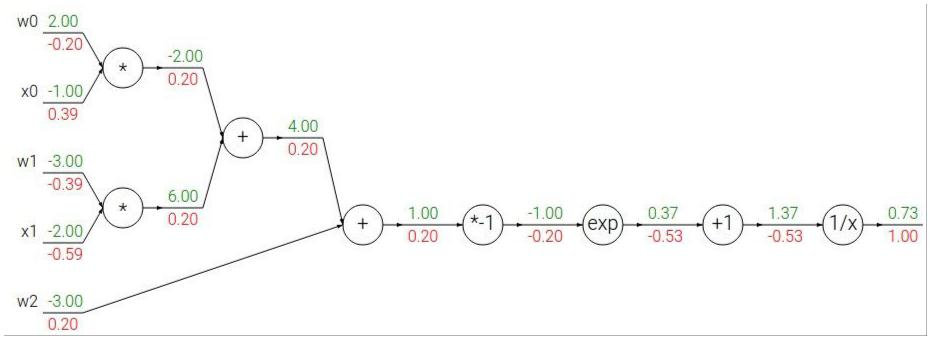 w0 2.00
-0.20
* -2.00
0.20
x0 -1.00
0.39
+ 4.00
0.20
w1 -3.00
-0.39
* 6.00
0.20
x1 -2.00
-0.59
+ 1.00 *-1 -1.00 exp 0.37 +1 1.37 1/x 0.73
0.20 -0.20 -0.53 -0.53 1.00
w2 -3.00
0.20